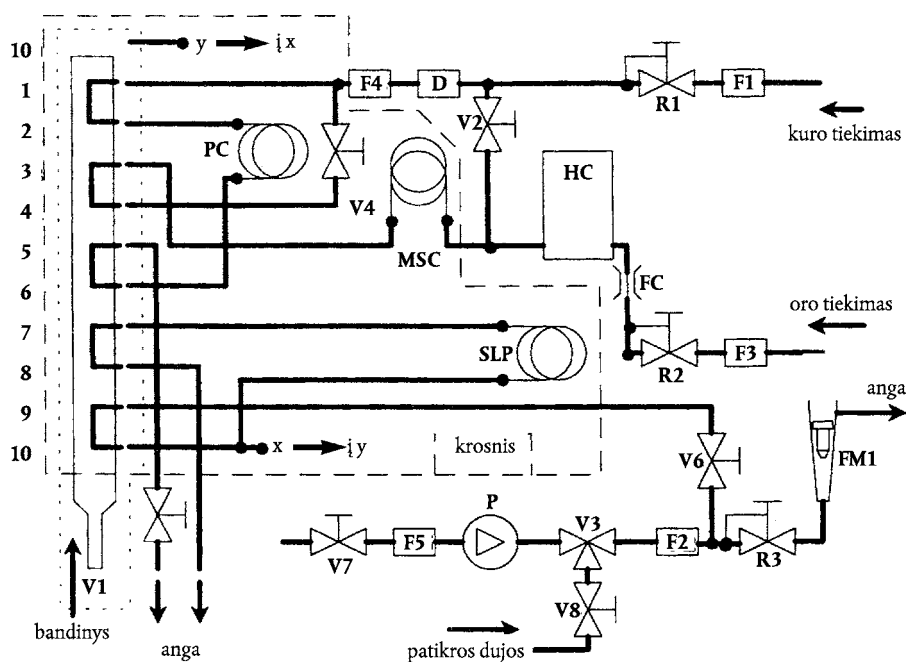 10
y
į x
1
F4
D
R1
F1
kuro tiekimas
2
PC
V2
3
HC
4
V4
5
MSC
6
FC
oro tiekimas
7
SLP
8
R2
F3
anga
9
10
x
į y
krosnis
V6
FM1
P
V3
V7
F5
F2
R3
V1
V8
bandinys
anga
patikros dujos